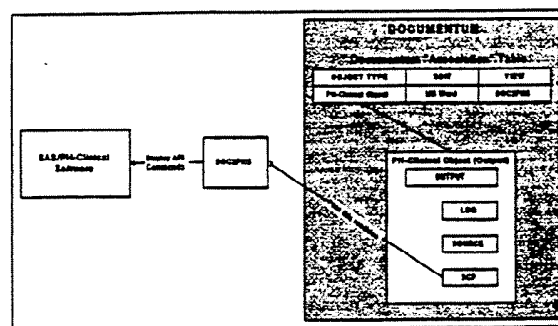 DOCUMENTUM
Documentum "Association" Table
OBJECT TYPE EDIT VIEW
PH-Clinical Object MS Word DOC2PHS
SAS/PH-Clinical
Software
Display API
Commands
DOC2PHS
PH-Clinical Object (Output)
OUTPUT
LOG
SOURCE
SCP